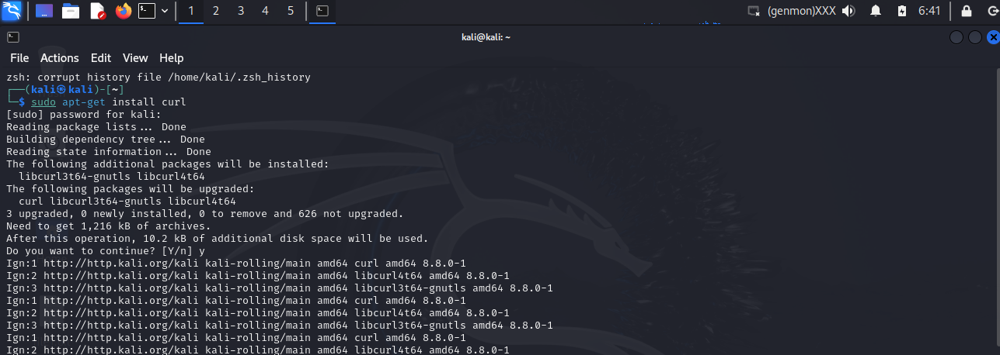 1 2 3 4 5 (genmon)XXX 6:41
kali@kali: ~
File Actions Edit View Help
zsh: corrupt history file /home/kali/.zsh_history
┌──(kali㉿kali)-[~]
└─$ sudo apt-get install curl
[sudo] password for kali:
Reading package lists... Done
Building dependency tree... Done
Reading state information... Done
The following additional packages will be installed:
libcurl3t64-gnutls libcurl4t64
The following packages will be upgraded:
curl libcurl3t64-gnutls libcurl4t64
3 upgraded, 0 newly installed, 0 to remove and 626 not upgraded.
Need to get 1,216 kB of archives.
After this operation, 10.2 kB of additional disk space will be used.
Do you want to continue? [Y/n] y
Ign:1 http://http.kali.org/kali kali-rolling/main amd64 curl amd64 8.8.0-1
Ign:2 http://http.kali.org/kali kali-rolling/main amd64 libcurl4t64 amd64 8.8.0-1
Ign:3 http://http.kali.org/kali kali-rolling/main amd64 libcurl3t64-gnutls amd64 8.8.0-1
Ign:1 http://http.kali.org/kali kali-rolling/main amd64 curl amd64 8.8.0-1
Ign:2 http://http.kali.org/kali kali-rolling/main amd64 libcurl4t64 amd64 8.8.0-1
Ign:3 http://http.kali.org/kali kali-rolling/main amd64 libcurl3t64-gnutls amd64 8.8.0-1
Ign:1 http://http.kali.org/kali kali-rolling/main amd64 curl amd64 8.8.0-1
Ign:2 http://http.kali.org/kali kali-rolling/main amd64 libcurl4t64 amd64 8.8.0-1